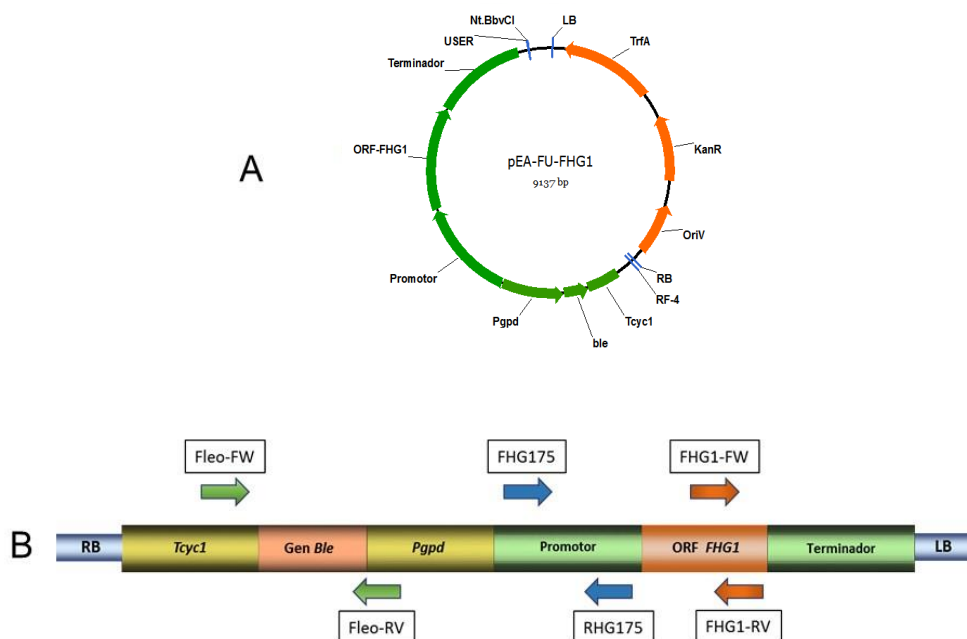 Nt.BbvCI
LB
USER
TrfA
Terminador
ORF-FHG1
KanR
A
pEA-FU-FHG1
9137 bp
OriV
Promotor
RB
RF-4
Pgpd
Tcyc1
ble
Fleo-FW
FHG175
FHG1-FW
B
RB
Tcyc1
Gen Ble
Pgpd
Promotor
ORF FHG1
Terminador
LB
Fleo-RV
RHG175
FHG1-RV